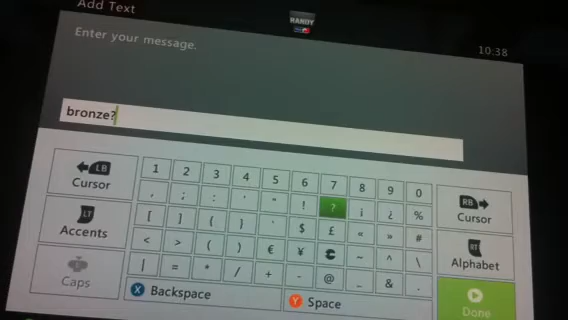 Add Text
RANDY
10:38
Enter your message.
bronze?
LB Cursor
1 2 3 4 5 6 7 8 9 0
RB Cursor
, ; : ' " ! ? ¡ ¿ %
LT Accents
[ ] { } ` $ £ « » #
RT Alphabet
< > ( ) € ¥ ~ ^ \
Caps
| = * / + - @ _ & .
Done
X Backspace
Y Space